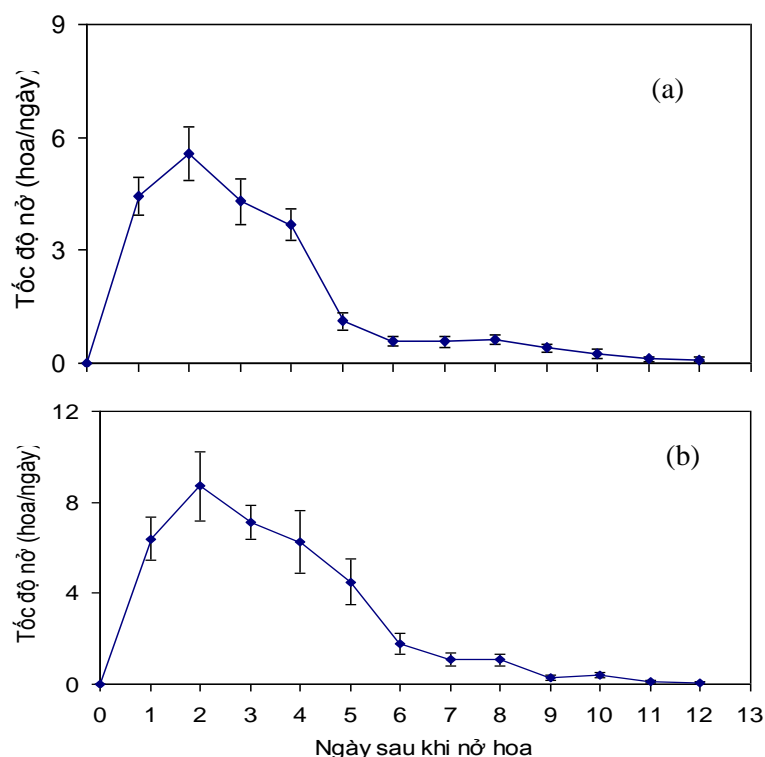 9
6
3
0
Tốc độ nở (hoa/ngày)
(a)
12
8
4
0
Tốc độ nở (hoa/ngày)
(b)
0 1 2 3 4 5 6 7 8 9 10 11 12 13
Ngày sau khi nở hoa